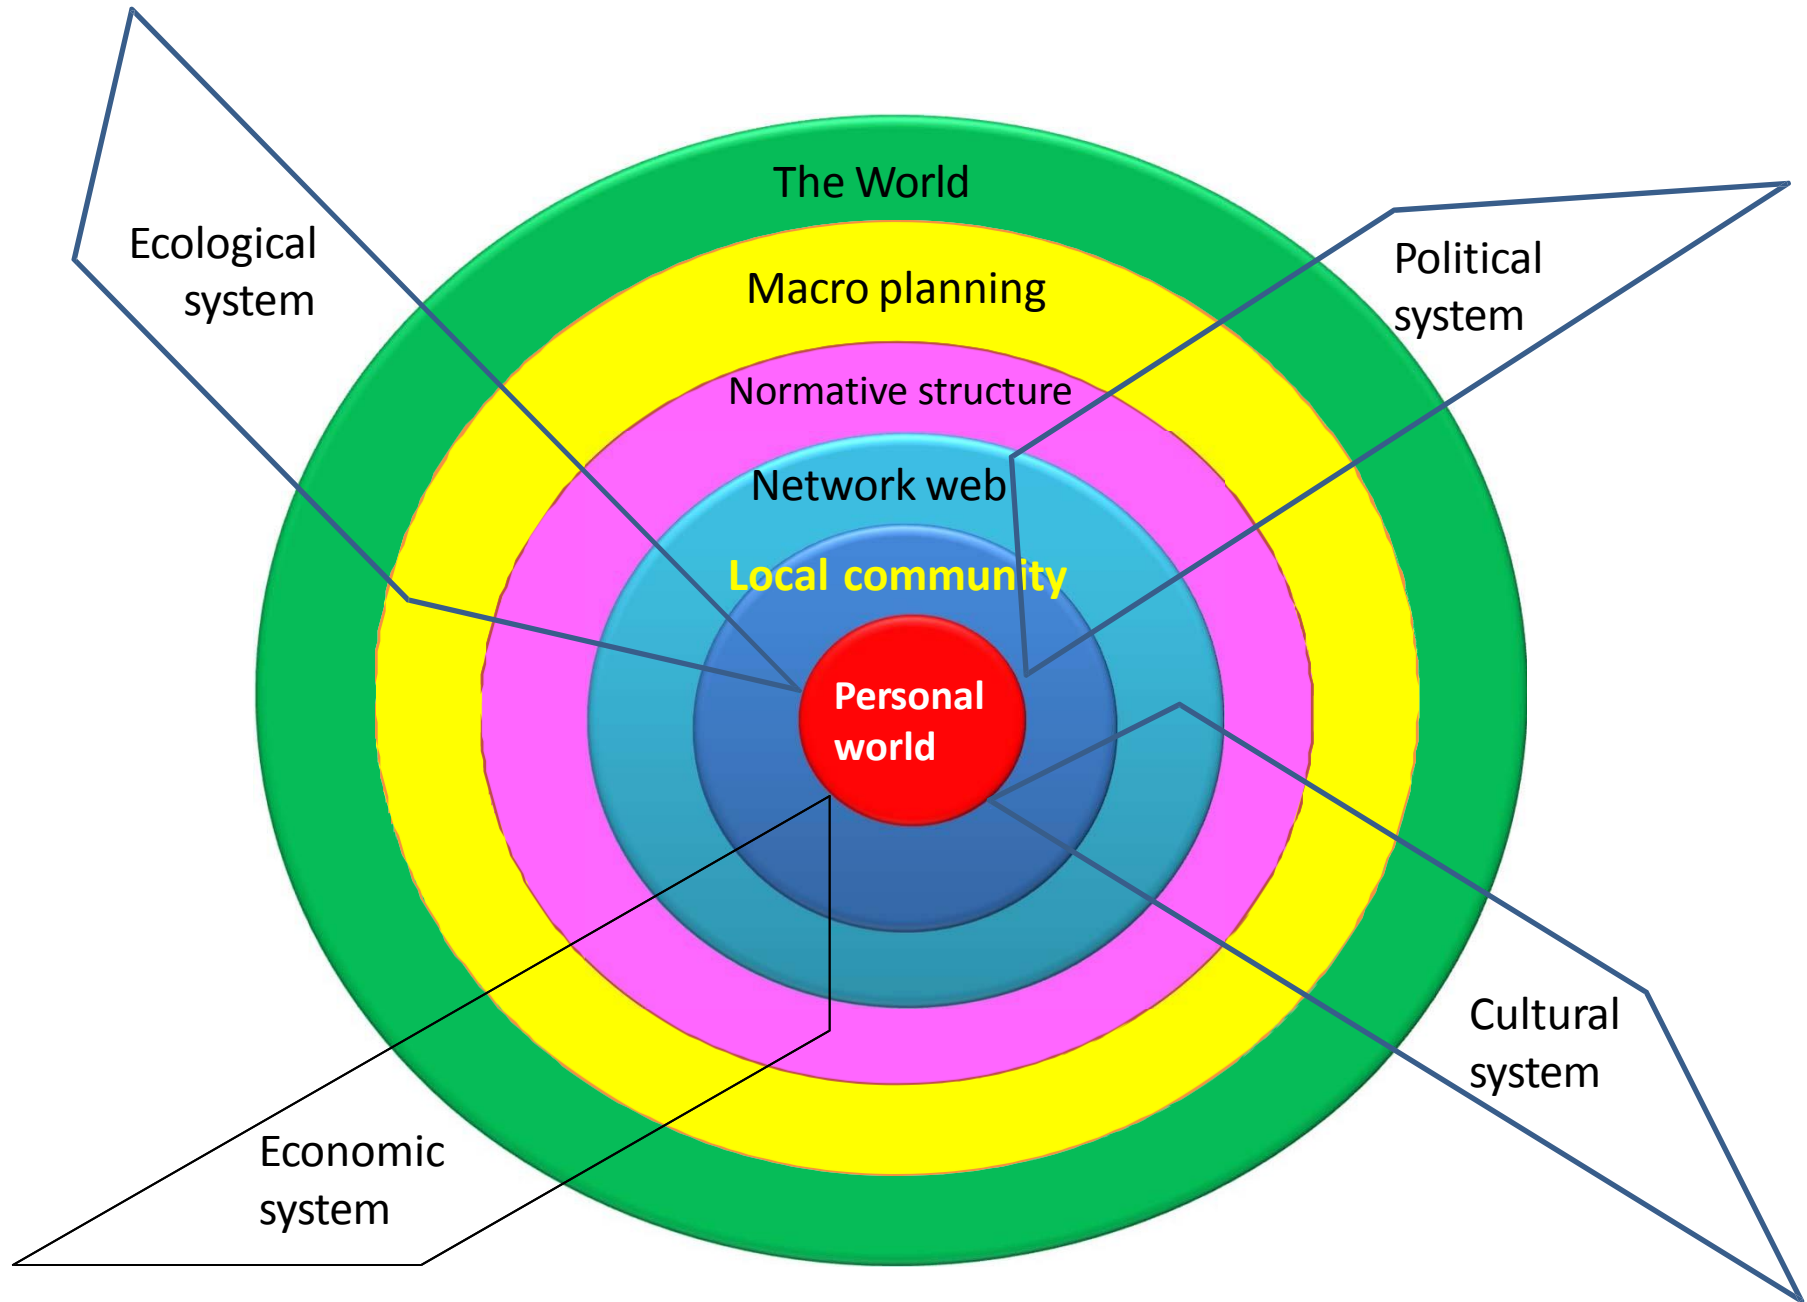 The World
Ecological
system
Political
system
Macro planning
Normative structure
Network web
Local community
Personal
world
Cultural
system
Economic
system